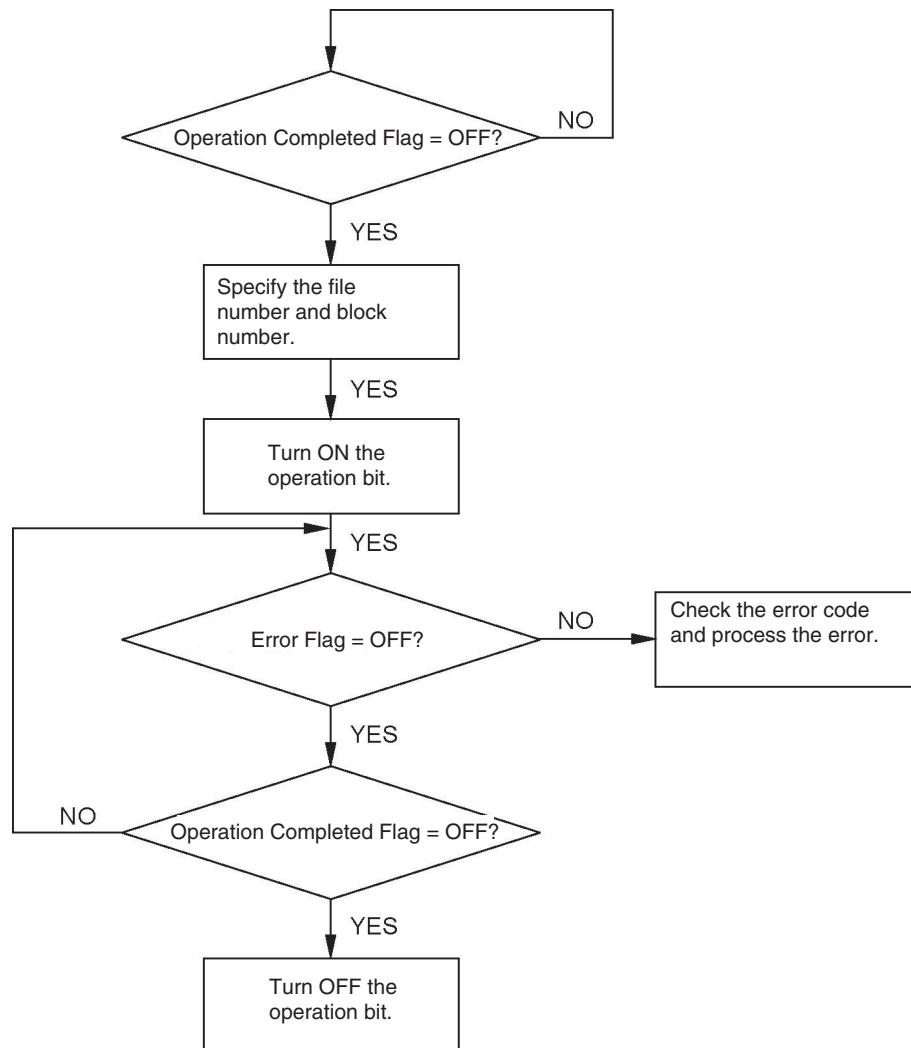 Operation Completed Flag = OFF?
NO
YES
Specify the file
number and block
number.
YES
Turn ON the
operation bit.
YES
Error Flag = OFF?
NO
Check the error code
and process the error.
YES
NO
Operation Completed Flag = OFF?
YES
Turn OFF the
operation bit.